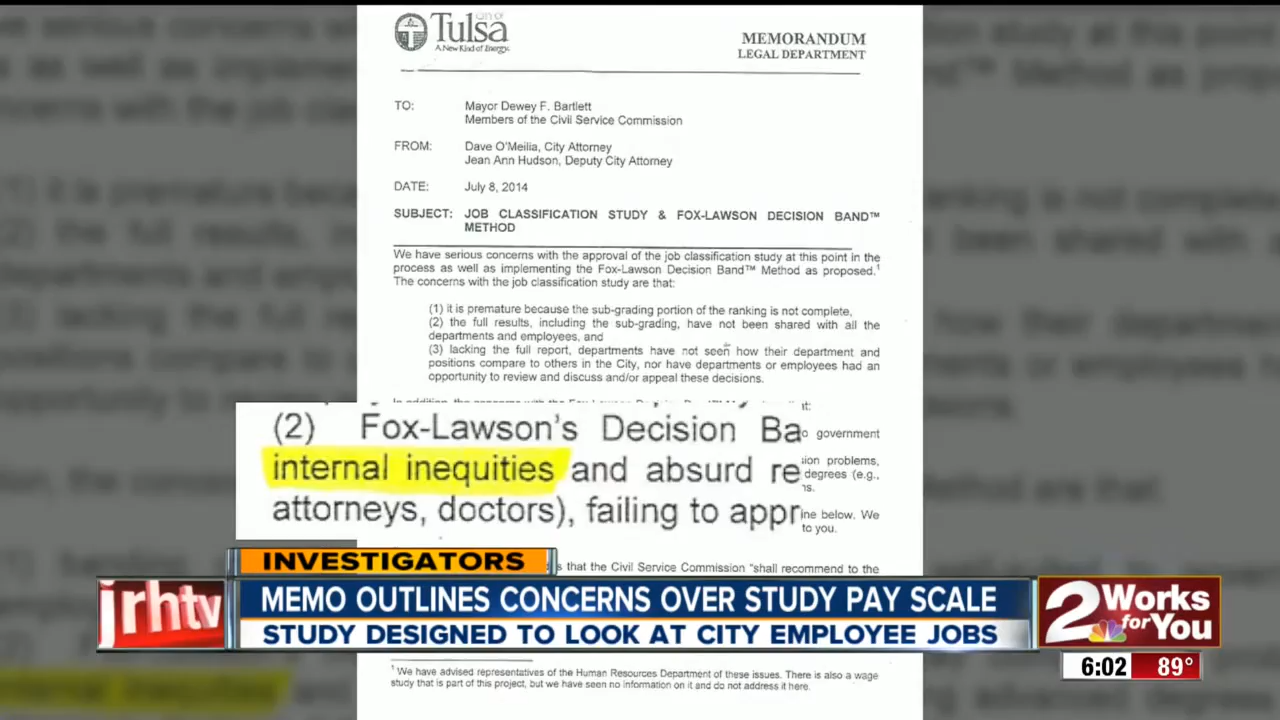 City of
Tulsa
A New Kind of Energy.
MEMORANDUM
LEGAL DEPARTMENT
TO: Mayor Dewey F. Bartlett
Members of the Civil Service Commission
FROM: Dave O'Meilia, City Attorney
Jean Ann Hudson, Deputy City Attorney
DATE: July 8, 2014
SUBJECT: JOB CLASSIFICATION STUDY & FOX-LAWSON DECISION BAND™
METHOD
We have serious concerns with the approval of the job classification study at this point in the
process as well as implementing the Fox-Lawson Decision Band™ Method as proposed.¹
The concerns with the job classification study are that:
(1) it is premature because the sub-grading portion of the ranking is not complete,
(2) the full results, including the sub-grading, have not been shared with all the
departments and employees, and
(3) lacking the full report, departments have not seen how their department and
positions compare to others in the City, nor have departments or employees had an
opportunity to review and discuss and/or appeal these decisions.
(2) Fox-Lawson's Decision Ba
internal inequities and absurd re
attorneys, doctors), failing to appr
government
problems,
degrees (e.g.,
below. We
to you.
that the Civil Service Commission "shall recommend to the
INVESTIGATORS
jrhtv
MEMO OUTLINES CONCERNS OVER STUDY PAY SCALE
STUDY DESIGNED TO LOOK AT CITY EMPLOYEE JOBS
2 Works
for You
6:02 89°
¹ We have advised representatives of the Human Resources Department of these issues. There is also a wage
study that is part of this project, but we have seen no information on it and do not address it here.